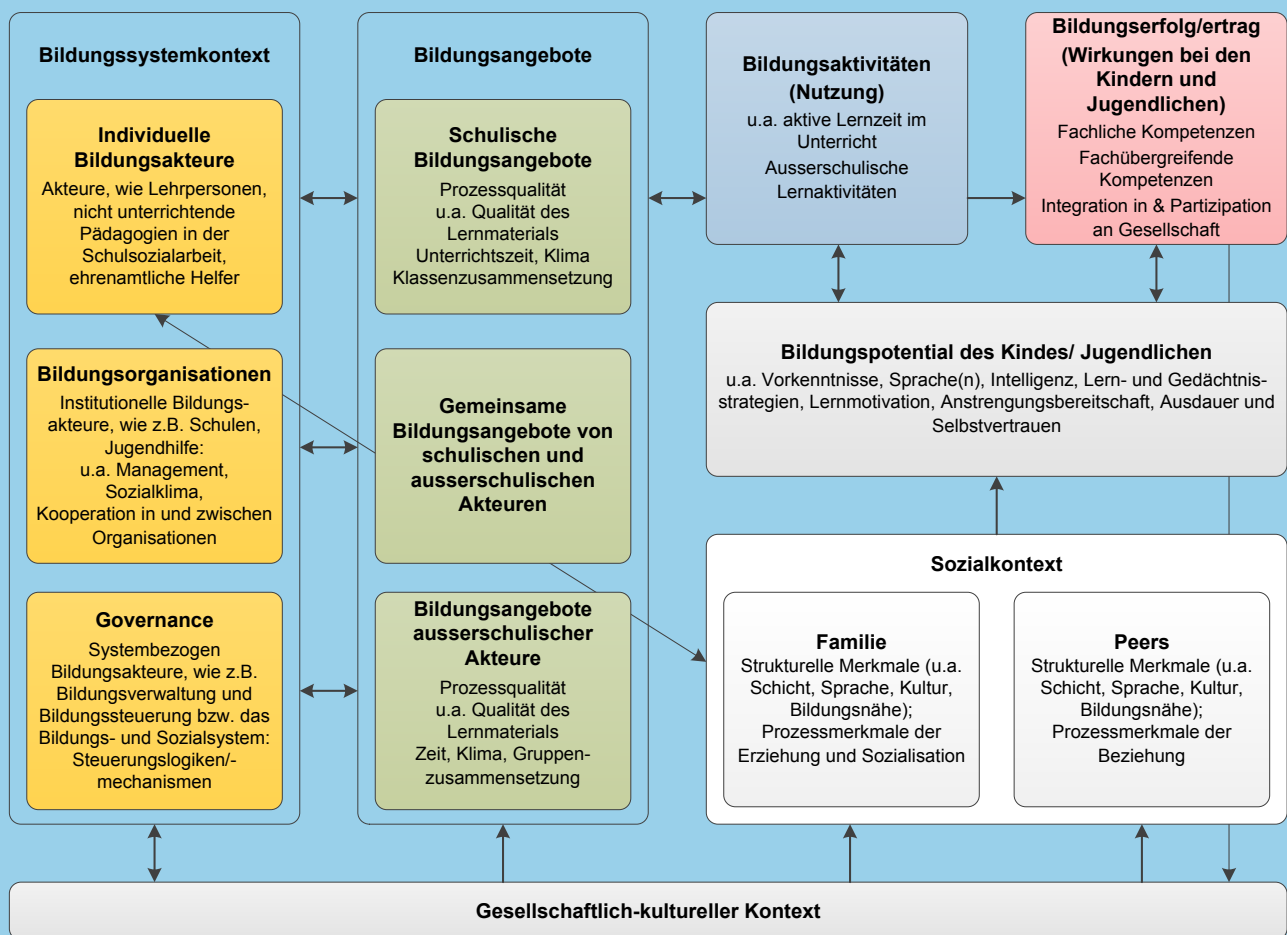 Bildungssystemkontext
Individuelle
Bildungsakteure
Akteure, wie Lehrpersonen,
nicht unterrichtende
Pädagogien in der
Schulsozialarbeit,
ehrenamtliche Helfer
Bildungsorganisationen
Institutionelle Bildungs-
akteure, wie z.B. Schulen,
Jugendhilfe:
u.a. Management,
Sozialklima,
Kooperation in und zwischen
Organisationen
Governance
Systembezogen
Bildungsakteure, wie z.B.
Bildungsverwaltung und
Bildungssteuerung bzw. das
Bildungs- und Sozialsystem:
Steuerungslogiken/-
mechanismen
Bildungsangebote
Schulische
Bildungsangebote
Prozessqualität
u.a. Qualität des
Lernmaterials
Unterrichtszeit, Klima
Klassenzusammensetzung
Gemeinsame
Bildungsangebote von
schulischen und
ausserschulischen
Akteuren
Bildungsangebote
ausserschulischer
Akteure
Prozessqualität
u.a. Qualität des
Lernmaterials
Zeit, Klima, Gruppen-
zusammensetzung
Bildungsaktivitäten
(Nutzung)
u.a. aktive Lernzeit im
Unterricht
Ausserschulische
Lernaktivitäten
Bildungserfolg/ertrag
(Wirkungen bei den
Kindern und
Jugendlichen)
Fachliche Kompetenzen
Fachübergreifende
Kompetenzen
Integration in & Partizipation
an Gesellschaft
Bildungspotential des Kindes/ Jugendlichen
u.a. Vorkenntnisse, Sprache(n), Intelligenz, Lern- und Gedächtnis-
strategien, Lernmotivation, Anstrengungsbereitschaft, Ausdauer und
Selbstvertrauen
Sozialkontext
Familie
Strukturelle Merkmale (u.a.
Schicht, Sprache, Kultur,
Bildungsnähe);
Prozessmerkmale der
Erziehung und Sozialisation
Peers
Strukturelle Merkmale (u.a.
Schicht, Sprache, Kultur,
Bildungsnähe);
Prozessmerkmale der
Beziehung
Gesellschaftlich-kultureller Kontext